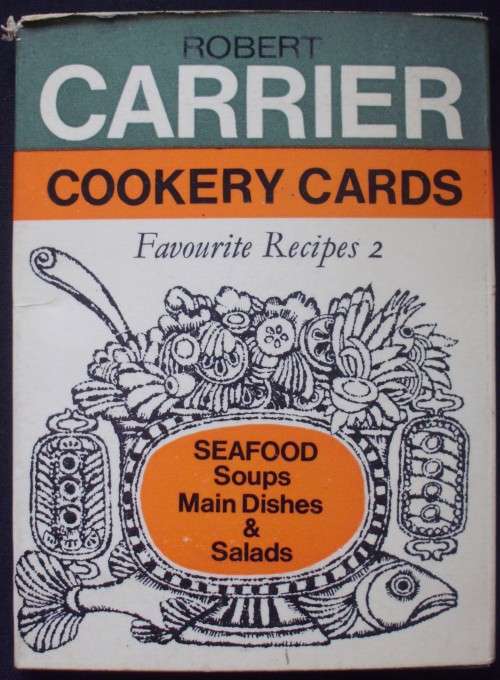 ROBERT
CARRIER
COOKERY CARDS
Favourite Recipes 2
SEAFOOD
Soups
Main Dishes
&
Salads